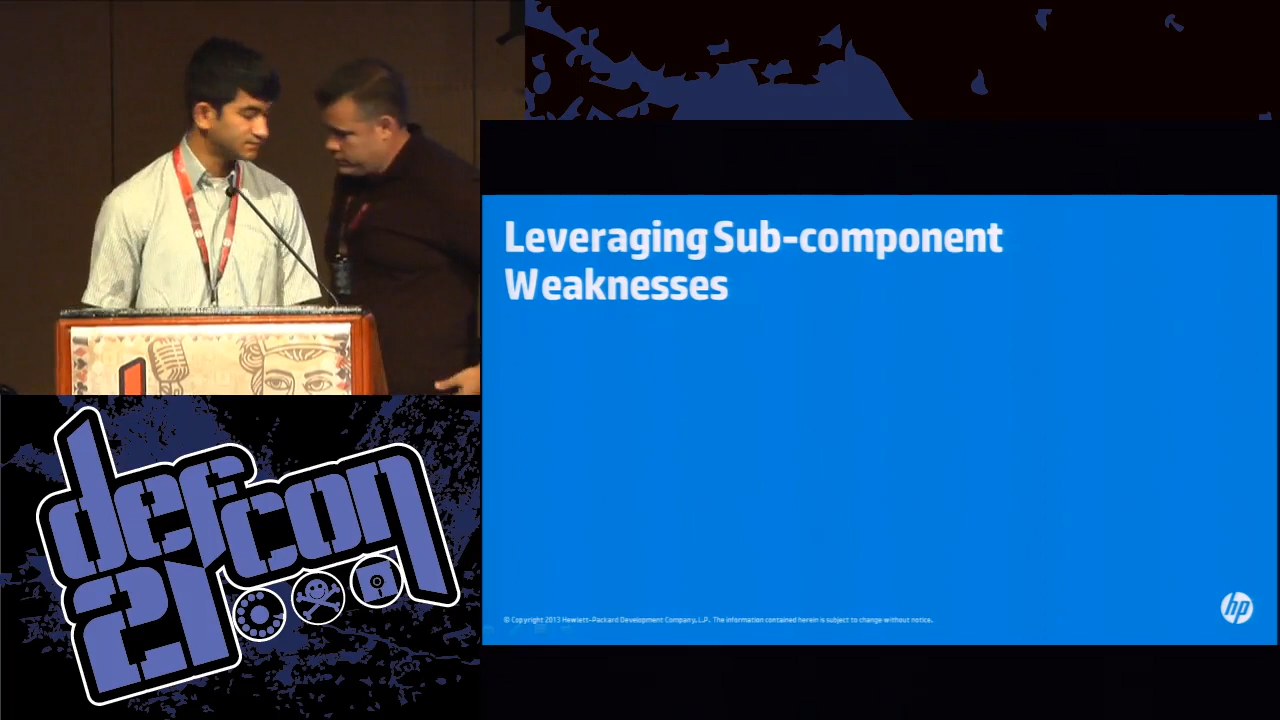 Leveraging Sub-component
Weaknesses
© Copyright 2013 Hewlett-Packard Development Company, L.P. The information contained herein is subject to change without notice.
hp
defcon
21